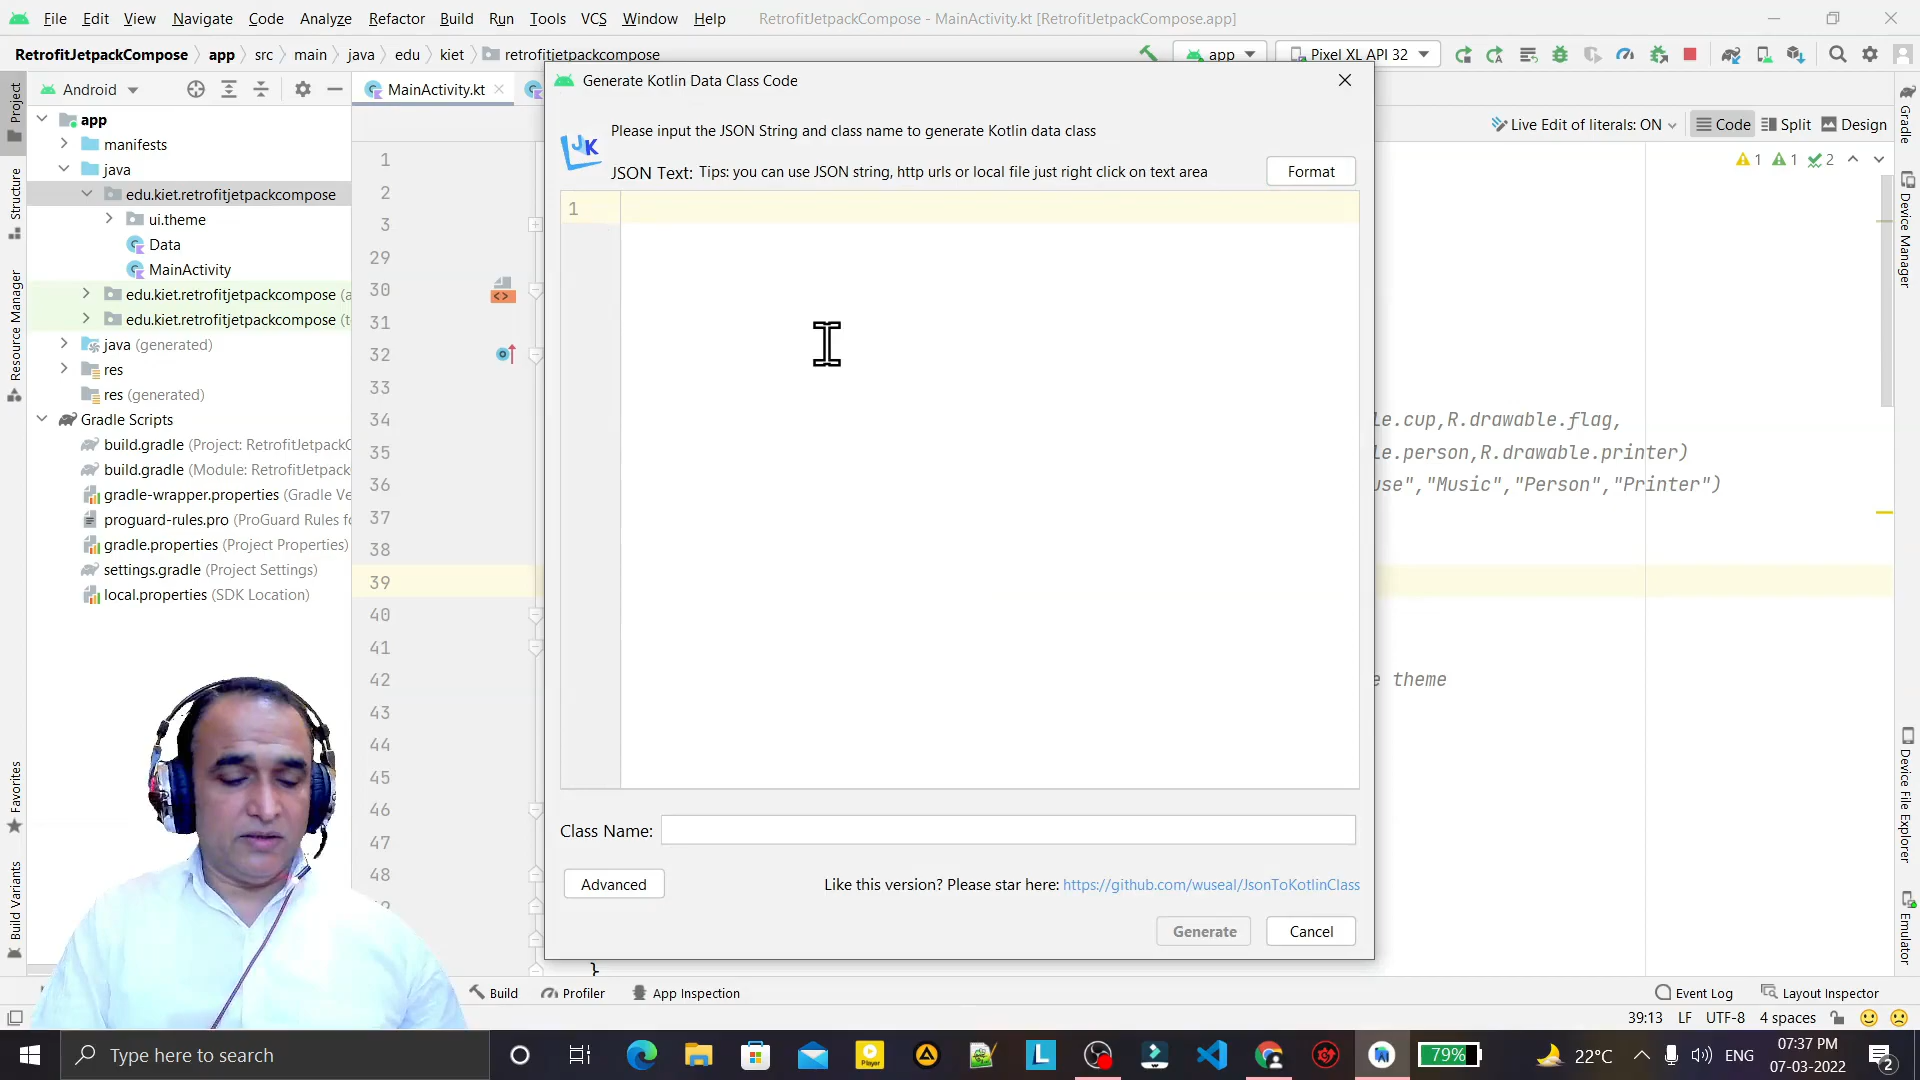 File Edit View Navigate Code Analyze Refactor Build Run Tools VCS Window Help RetrofitJetpackCompose - MainActivity.kt [RetrofitJetpackCompose.app]
RetrofitJetpackCompose app src main java edu kiet retrofitjetpackcompose app Pixel XL API 32
Android MainActivity.kt
Generate Kotlin Data Class Code
Please input the JSON String and class name to generate Kotlin data class
JSON Text: Tips: you can use JSON string, http urls or local file just right click on text area Format
1
Class Name:
Advanced Like this version? Please star here: https://github.com/wuseal/JsonToKotlinClass
Generate Cancel
Live Edit of literals: ON Code Split Design
1 1 2
app
manifests
java
edu.kiet.retrofitjetpackcompose
ui.theme
Data
MainActivity
edu.kiet.retrofitjetpackcompose (a
edu.kiet.retrofitjetpackcompose (t
java (generated)
res
res (generated)
Gradle Scripts
build.gradle (Project: RetrofitJetpackC
build.gradle (Module: RetrofitJetpack
gradle-wrapper.properties (Gradle Ve
proguard-rules.pro (ProGuard Rules fo
gradle.properties (Project Properties)
settings.gradle (Project Settings)
local.properties (SDK Location)
1
2
3
29
30
31
32
33
34
35
36
37
38
39
40
41
42
43
44
45
46
47
48
le.cup,R.drawable.flag,
le.person,R.drawable.printer)
use","Music","Person","Printer")
e theme
}
Project
Structure
Resource Manager
Favorites
Build Variants
Gradle
Device Manager
Device File Explorer
Emulator
Build Profiler App Inspection Event Log Layout Inspector
39:13 LF UTF-8 4 spaces
Type here to search
79% 22°C ENG 07:37 PM
07-03-2022
2